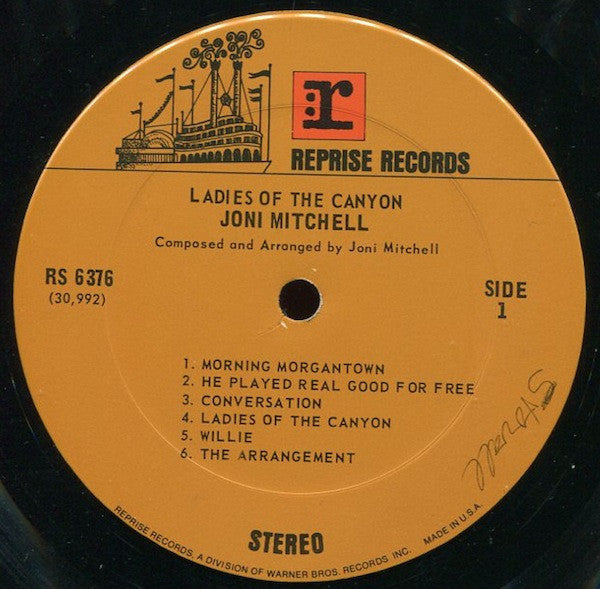 r
REPRISE RECORDS
LADIES OF THE CANYON
JONI MITCHELL
Composed and Arranged by Joni Mitchell
RS 6376
(30,992)
SIDE
1
1. MORNING MORGANTOWN
2. HE PLAYED REAL GOOD FOR FREE
3. CONVERSATION
4. LADIES OF THE CANYON
5. WILLIE
6. THE ARRANGEMENT
STEREO
REPRISE RECORDS, A DIVISION OF WARNER BROS. RECORDS INC.
MADE IN U.S.A.